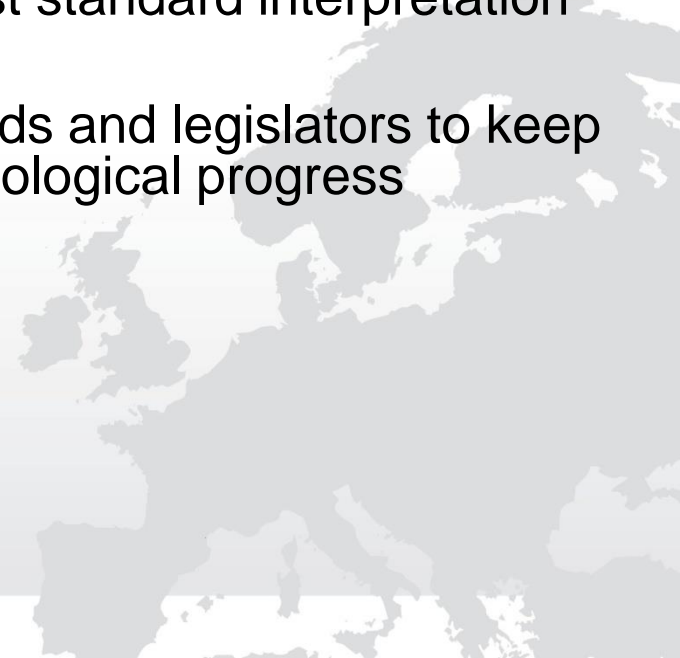 st standard interpretation
ds and legislators to keep
ological progress